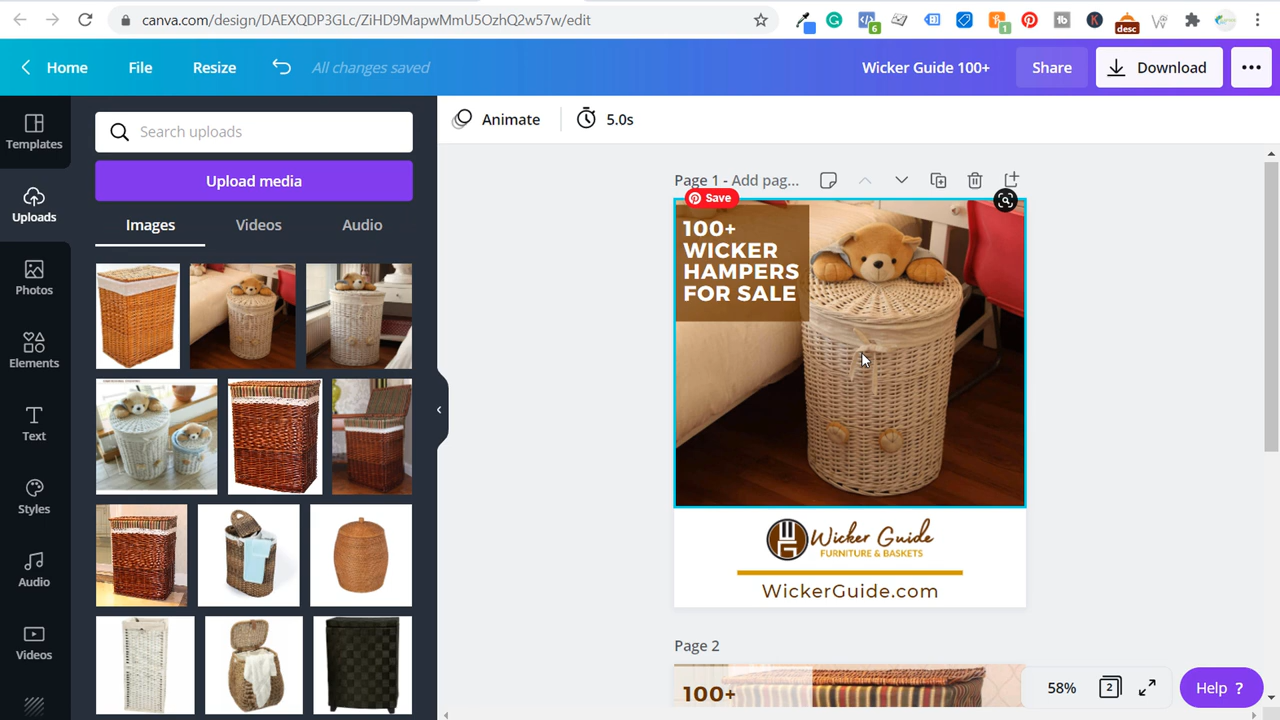 canva.com/design/DAEXQDP3GLc/ZiHD9MapwMmU5OzhQ2w57w/edit
6
1
desc
Home
File
Resize
All changes saved
Wicker Guide 100+
Share
Download
Templates
Uploads
Photos
Elements
Text
Styles
Audio
Videos
Search uploads
Upload media
Images
Videos
Audio
Animate
5.0s
Page 1 - Add pag...
Save
100+
WICKER
HAMPERS
FOR SALE
Wicker Guide
FURNITURE & BASKETS
WickerGuide.com
Page 2
100+
58%
2
Help ?